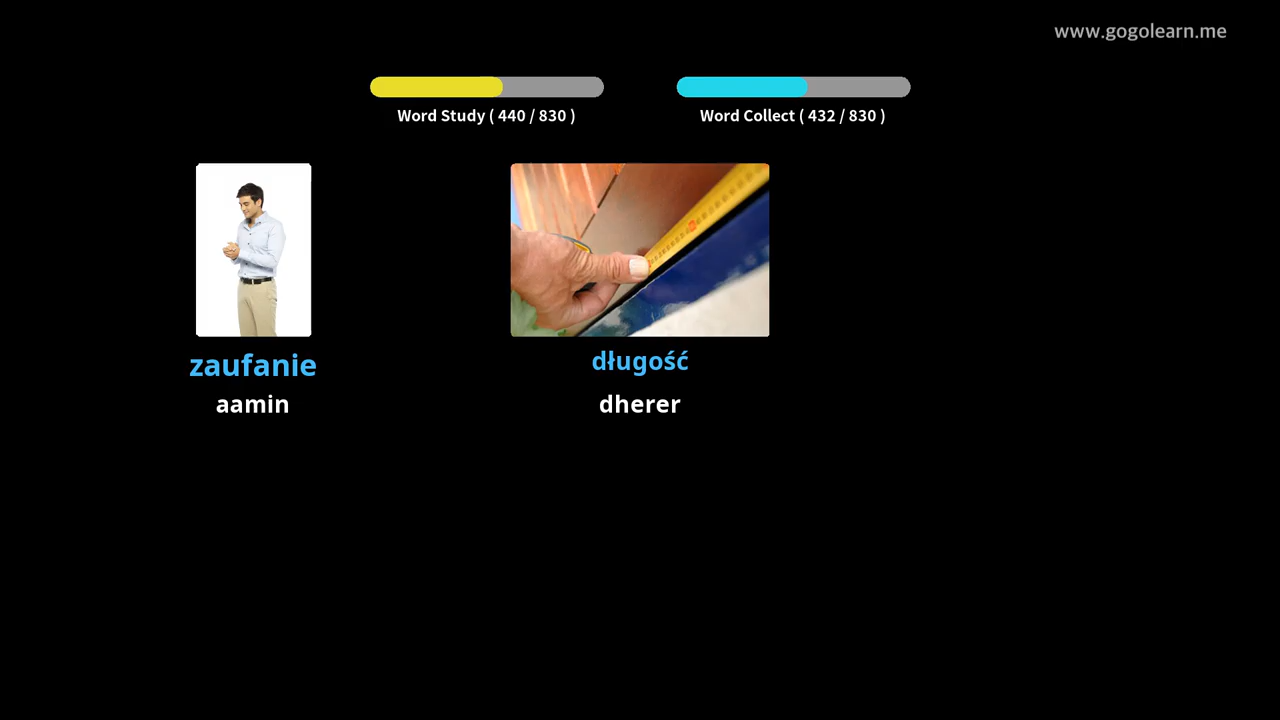 www.gogolearn.me
Word Study ( 440 / 830 )
Word Collect ( 432 / 830 )
zaufanie
aamin
długość
dherer